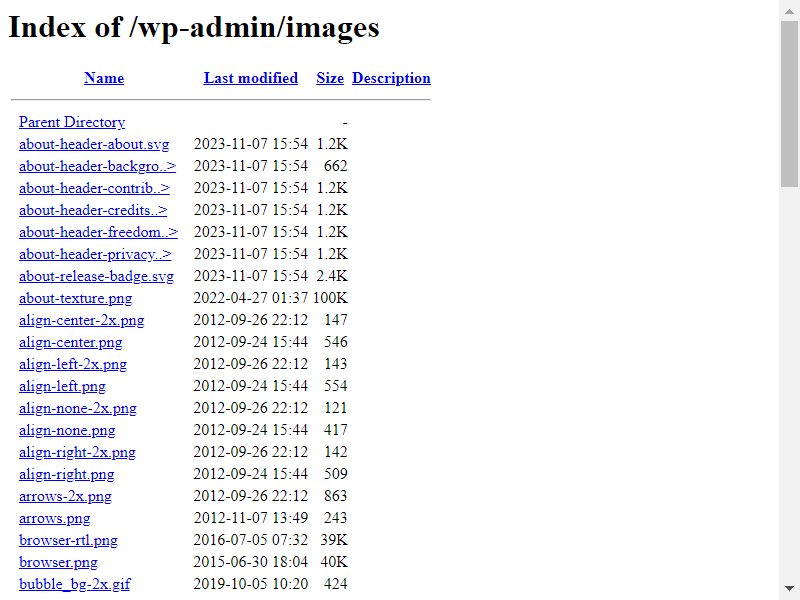 Index of /wp-admin/images
Name Last modified Size Description
Parent Directory -
about-header-about.svg 2023-11-07 15:54 1.2K
about-header-backgro..> 2023-11-07 15:54 662
about-header-contrib..> 2023-11-07 15:54 1.2K
about-header-credits..> 2023-11-07 15:54 1.2K
about-header-freedom..> 2023-11-07 15:54 1.2K
about-header-privacy..> 2023-11-07 15:54 1.2K
about-release-badge.svg 2023-11-07 15:54 2.4K
about-texture.png 2022-04-27 01:37 100K
align-center-2x.png 2012-09-26 22:12 147
align-center.png 2012-09-24 15:44 546
align-left-2x.png 2012-09-26 22:12 143
align-left.png 2012-09-24 15:44 554
align-none-2x.png 2012-09-26 22:12 121
align-none.png 2012-09-24 15:44 417
align-right-2x.png 2012-09-26 22:12 142
align-right.png 2012-09-24 15:44 509
arrows-2x.png 2012-09-26 22:12 863
arrows.png 2012-11-07 13:49 243
browser-rtl.png 2016-07-05 07:32 39K
browser.png 2015-06-30 18:04 40K
bubble_bg-2x.gif 2019-10-05 10:20 424